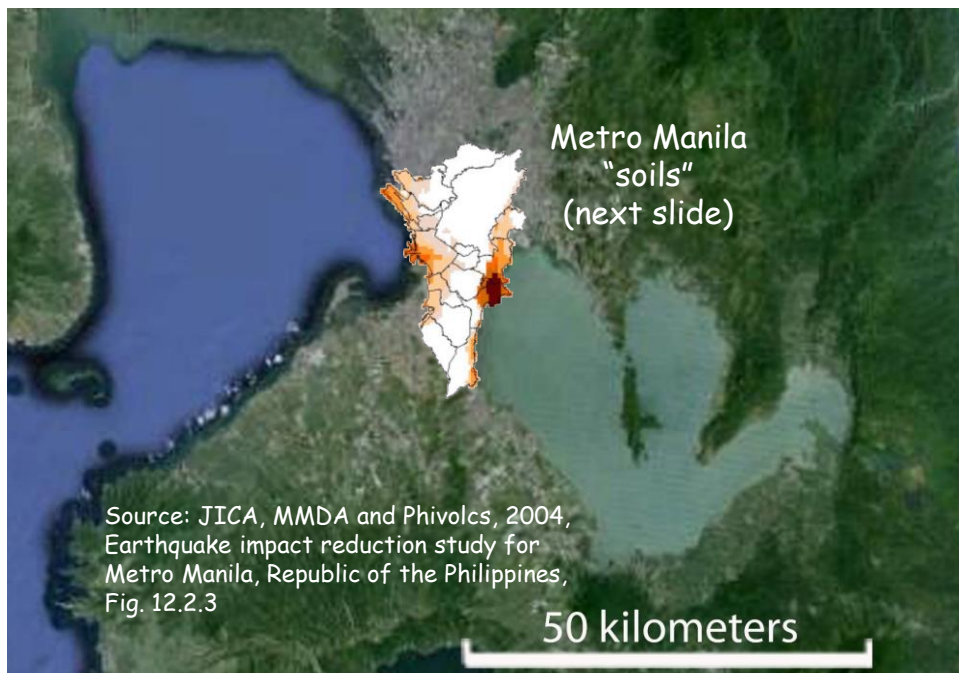 Metro Manila
“soils”
(next slide)
Source: JICA, MMDA and Phivolcs, 2004,
Earthquake impact reduction study for
Metro Manila, Republic of the Philippines,
Fig. 12.2.3
50 kilometers